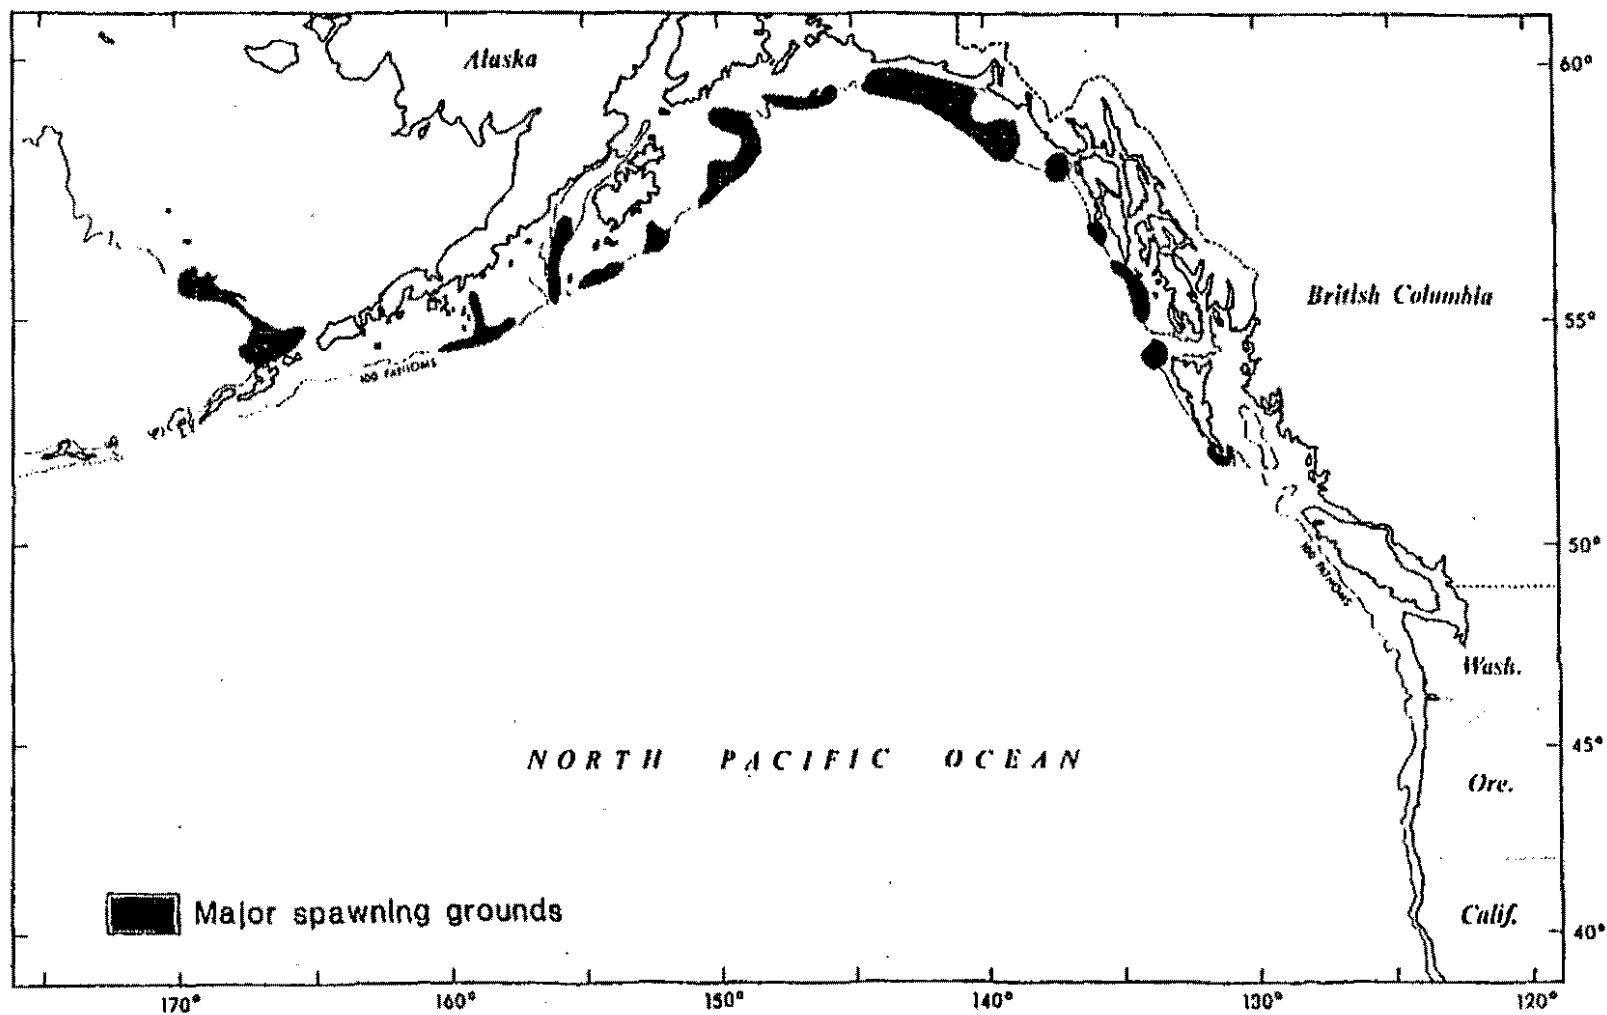 Alaska
60°
British Columbia
55°
100 FATHOMS
50°
100 FATHOMS
Wash.
NORTH PACIFIC OCEAN
45°
Ore.
Major spawning grounds
Calif.
40°
170° 160° 150° 140° 130° 120°